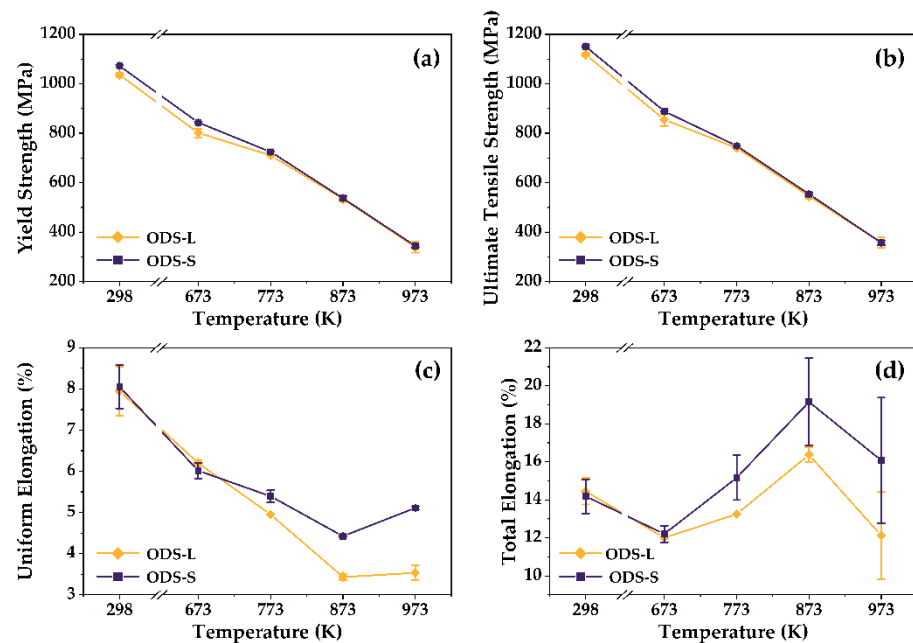 (a)
Yield Strength (MPa)
1200
1000
800
600
400
200
ODS-L
ODS-S
298 673 773 873 973
Temperature (K)
(b)
Ultimate Tensile Strength (MPa)
1200
1000
800
600
400
200
ODS-L
ODS-S
298 673 773 873 973
Temperature (K)
(c)
Uniform Elongation (%)
9
8
7
6
5
4
3
ODS-L
ODS-S
298 673 773 873 973
Temperature (K)
(d)
Total Elongation (%)
22
20
18
16
14
12
10
ODS-L
ODS-S
298 673 773 873 973
Temperature (K)